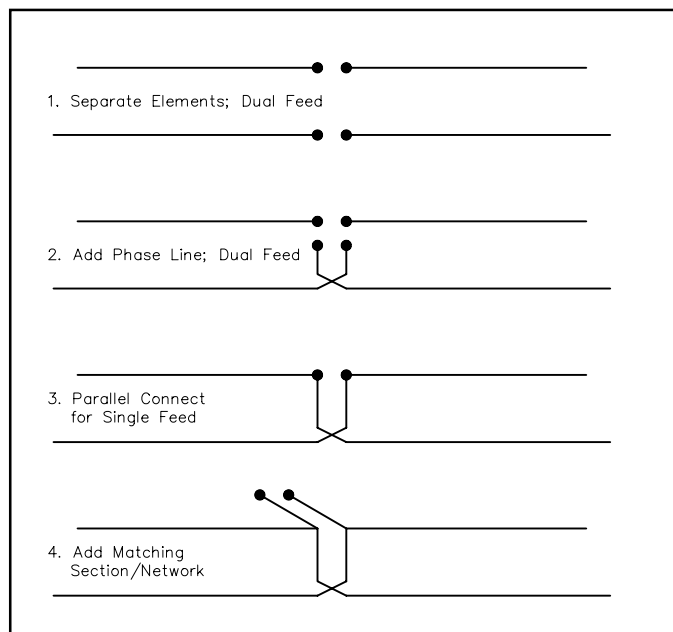 1. Separate Elements; Dual Feed
2. Add Phase Line; Dual Feed
3. Parallel Connect
for Single Feed
4. Add Matching
Section/Network